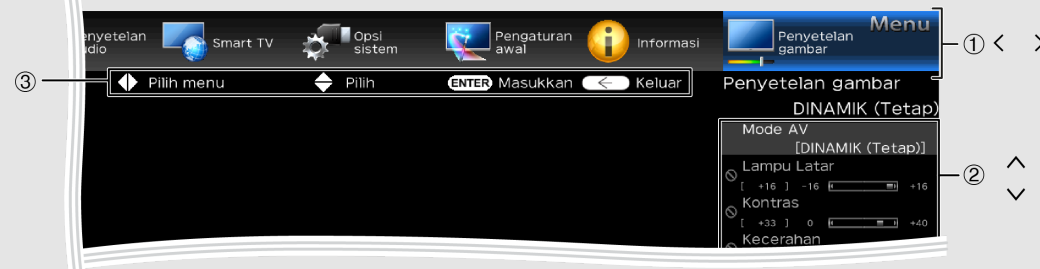 Menu
enyetelan
udio
Smart TV
Opsi
sistem
Pengaturan
awal
Informasi
Penyetelan
gambar
①
③
Pilih menu
Pilih
ENTER Masukkan
Keluar
Penyetelan gambar
DINAMIK (Tetap)
Mode AV
[DINAMIK (Tetap)]
②
Lampu Latar
[ +16 ] -16 +16
Kontras
[ +33 ] 0 +40
Kecerahan